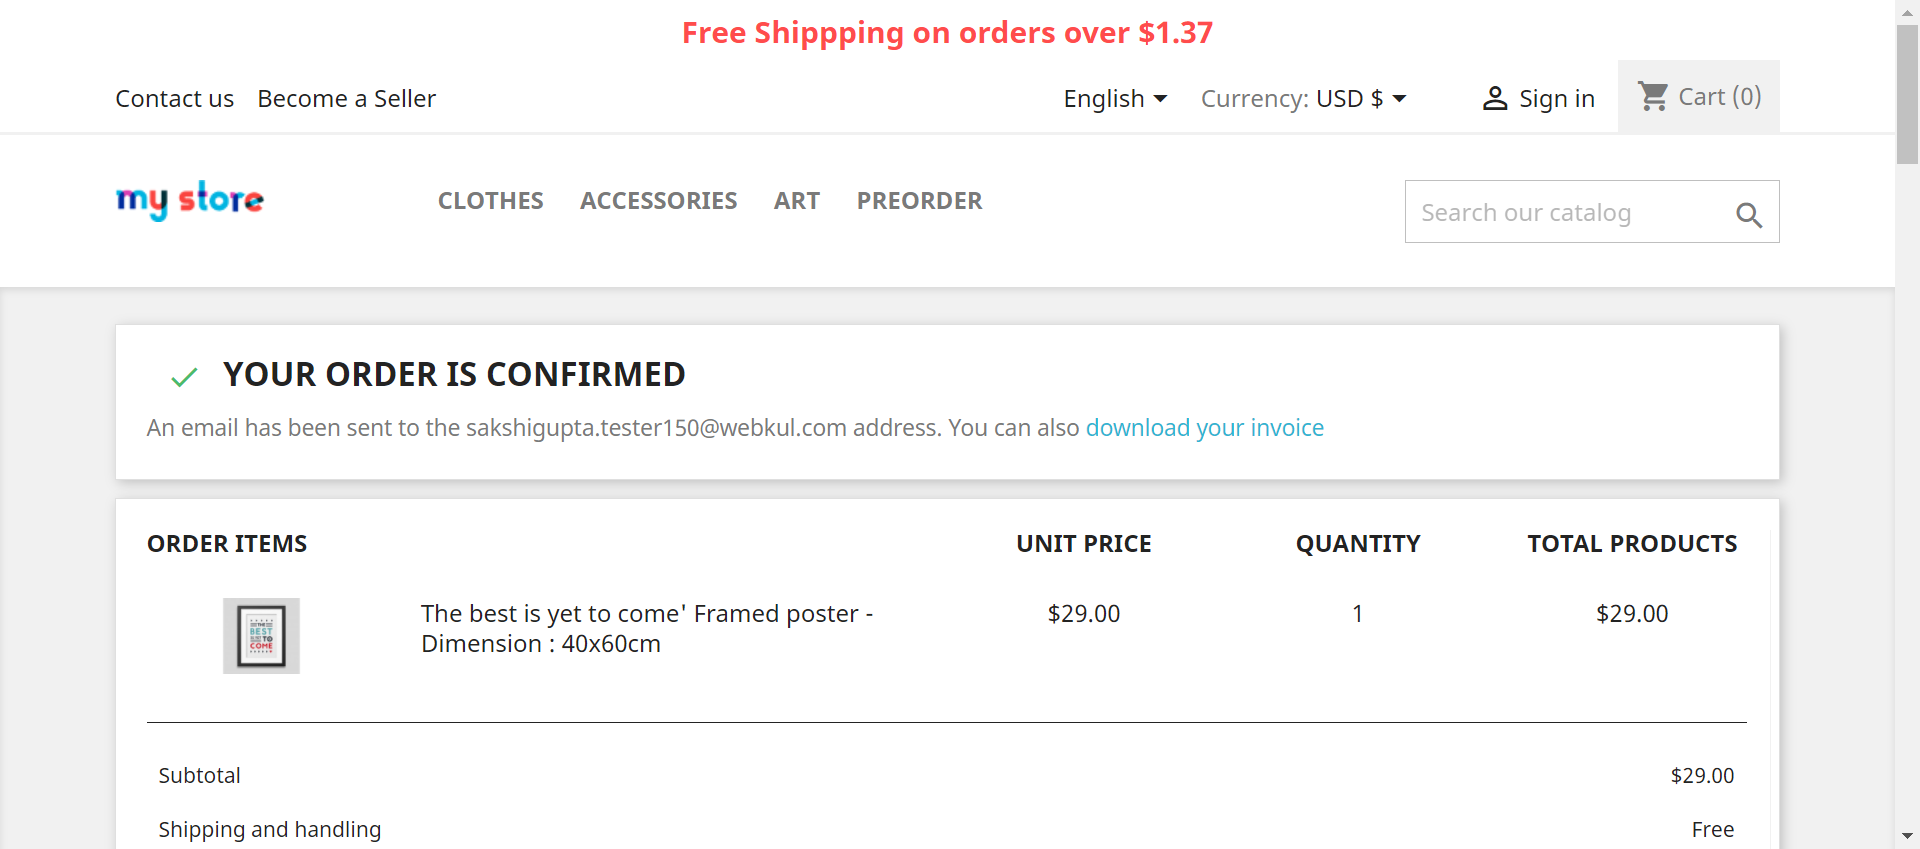 Free Shippping on orders over $1.37
Contact us Become a Seller English Currency: USD $ Sign in Cart (0)
my store CLOTHES ACCESSORIES ART PREORDER Search our catalog
YOUR ORDER IS CONFIRMED
An email has been sent to the sakshigupta.tester150@webkul.com address. You can also download your invoice
ORDER ITEMS UNIT PRICE QUANTITY TOTAL PRODUCTS
The best is yet to come' Framed poster - $29.00 1 $29.00
Dimension : 40x60cm
THE
BEST
TO
COME
Subtotal $29.00
Shipping and handling Free